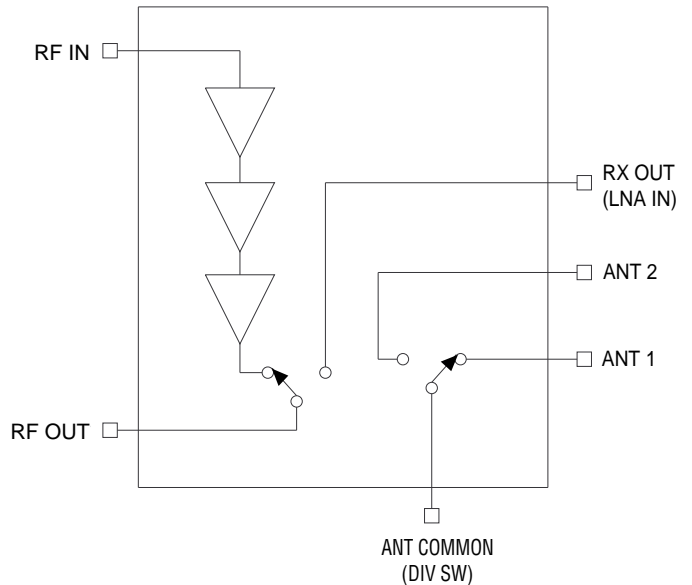 RF IN
RX OUT
(LNA IN)
ANT 2
ANT 1
RF OUT
ANT COMMON
(DIV SW)